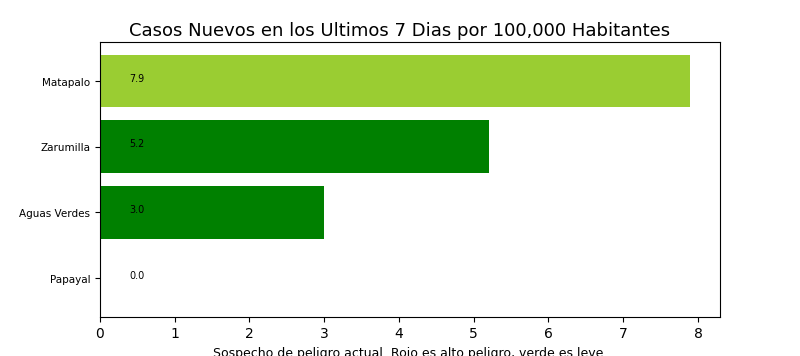 Casos Nuevos en los Ultimos 7 Dias por 100,000 Habitantes
Matapalo 7.9
Zarumilla 5.2
Aguas Verdes 3.0
Papayal 0.0
0 1 2 3 4 5 6 7 8
Sospecho de peligro actual. Rojo es alto peligro, verde es leve